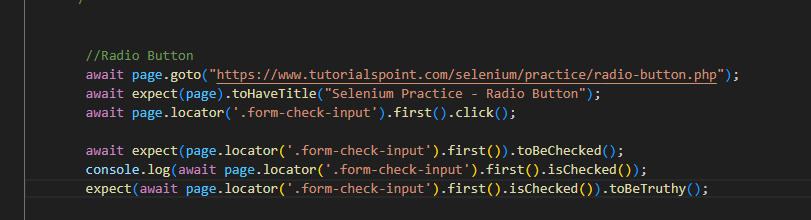 //Radio Button
await page.goto("https://www.tutorialspoint.com/selenium/practice/radio-button.php");
await expect(page).toHaveTitle("Selenium Practice - Radio Button");
await page.locator('.form-check-input').first().click();
await expect(page.locator('.form-check-input').first()).toBeChecked();
console.log(await page.locator('.form-check-input').first().isChecked());
expect(await page.locator('.form-check-input').first().isChecked()).toBeTruthy();